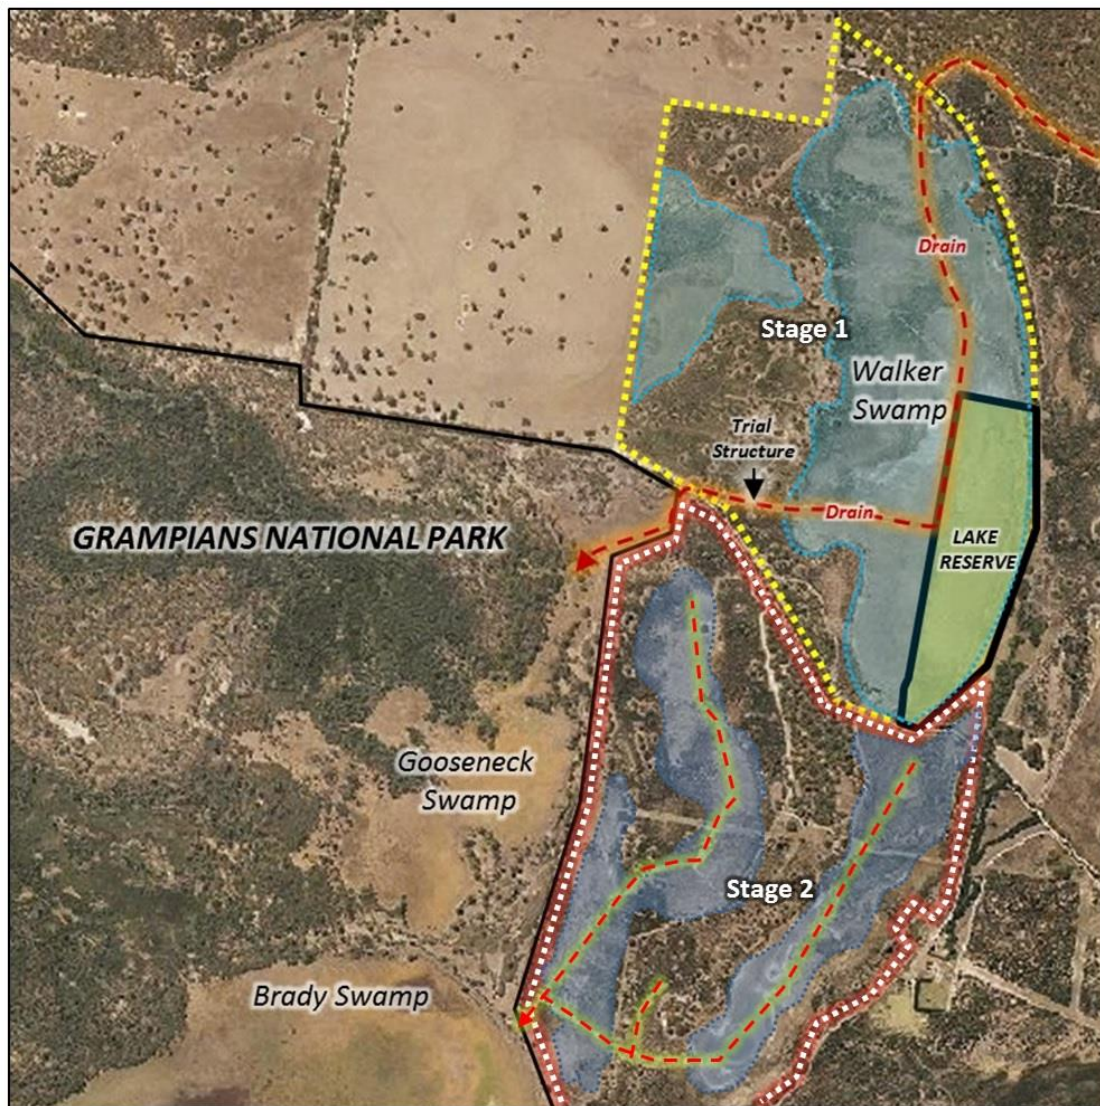 Drain
Stage 1
Walker
Swamp
Trial
Structure
Drain
GRAMPIANS NATIONAL PARK
LAKE
RESERVE
Gooseneck
Swamp
Stage 2
Brady Swamp